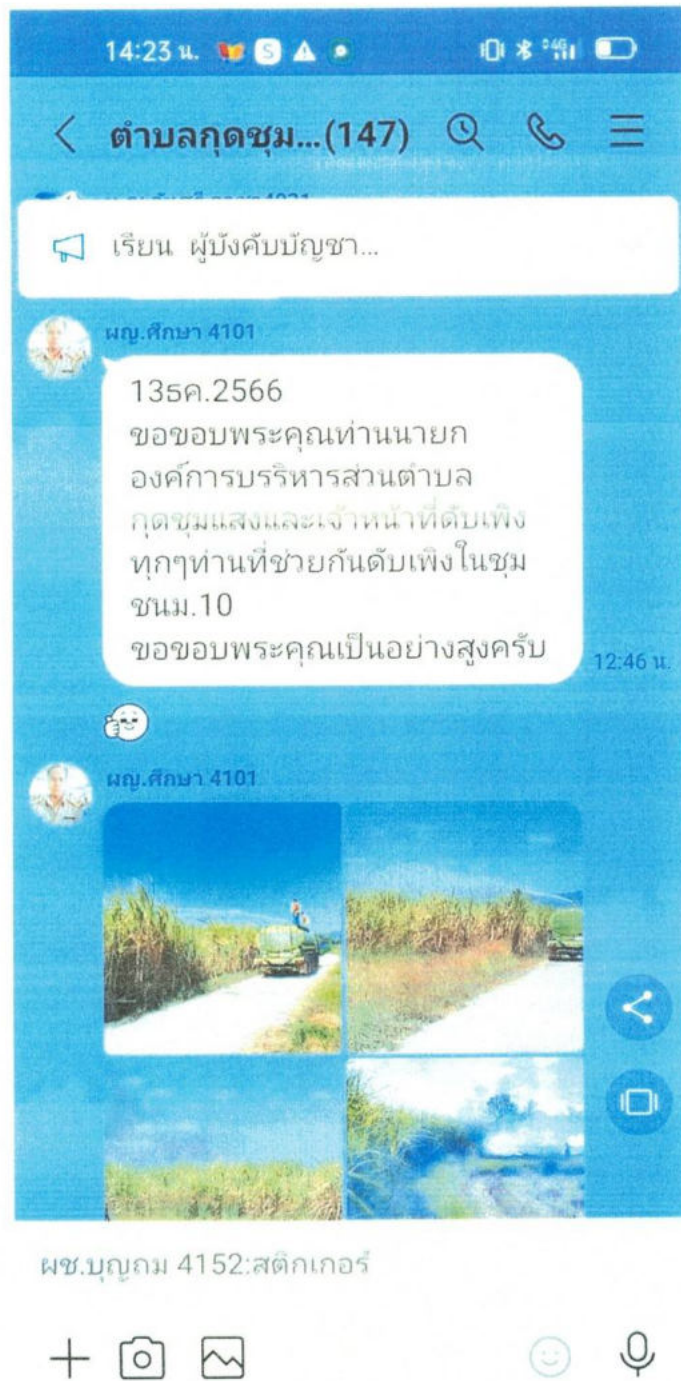 14:23 น.
ตำบลกุดชุม...(147)
เรียน ผู้บังคับบัญชา...
ผญ.ศึกษา 4101
13ธค.2566
ขอขอบพระคุณท่านนายก
องค์การบรริหารส่วนตำบล
กุดชุมแสงและเจ้าหน้าที่ดับเพิง
ทุกๆท่านที่ช่วยกันดับเพิงในชุม
ชนม.10
ขอขอบพระคุณเป็นอย่างสูงครับ
12:46 น.
ผญ.ศึกษา 4101
ผช.บุญถม 4152:สติกเกอร์